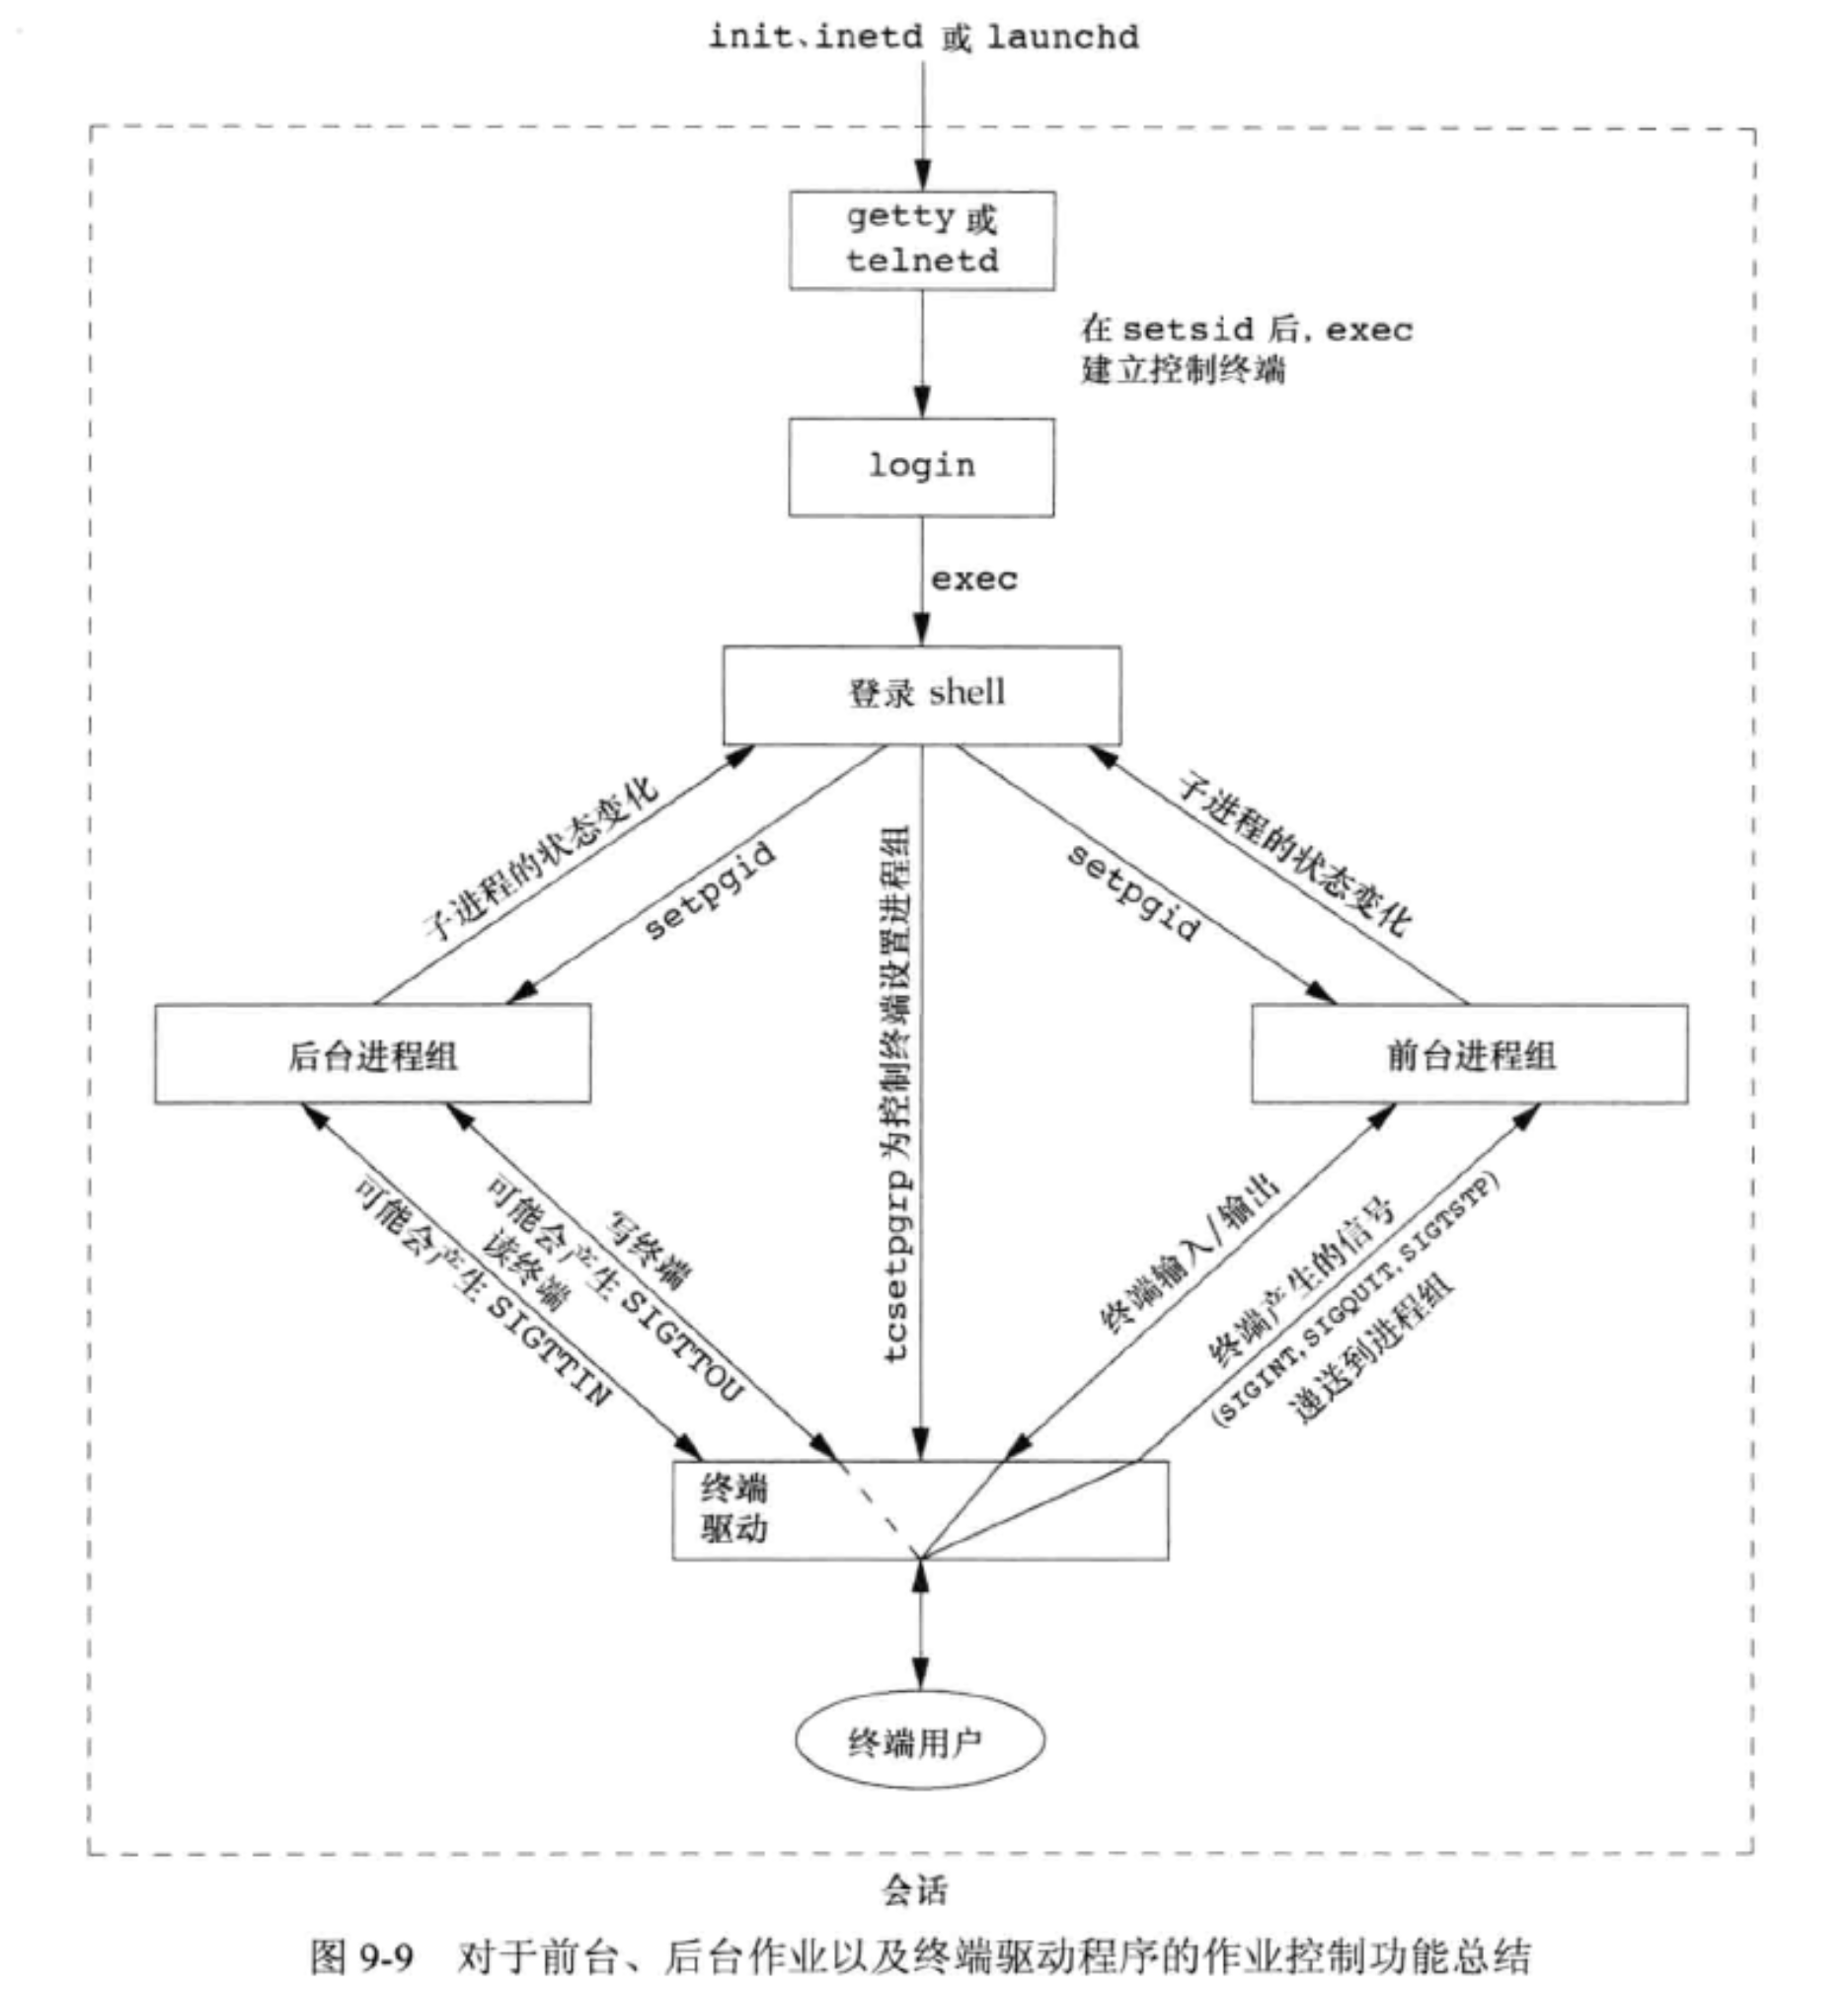 init、inetd 或 launchd
getty 或
telnetd
在 setsid 后, exec
建立控制终端
login
exec
登录 shell
子进程的状态变化
setpgid
tcsetpgrp 为控制终端设置进程组
setpgid
子进程的状态变化
后台进程组
前台进程组
读终端
可能会产生 SIGTTIN
写终端
可能会产生 SIGTTOU
终端输入/输出
终端产生的信号
(SIGINT, SIGQUIT, SIGTSTP)
递送到进程组
终端
驱动
终端用户
会话
图 9-9 对于前台、后台作业以及终端驱动程序的作业控制功能总结